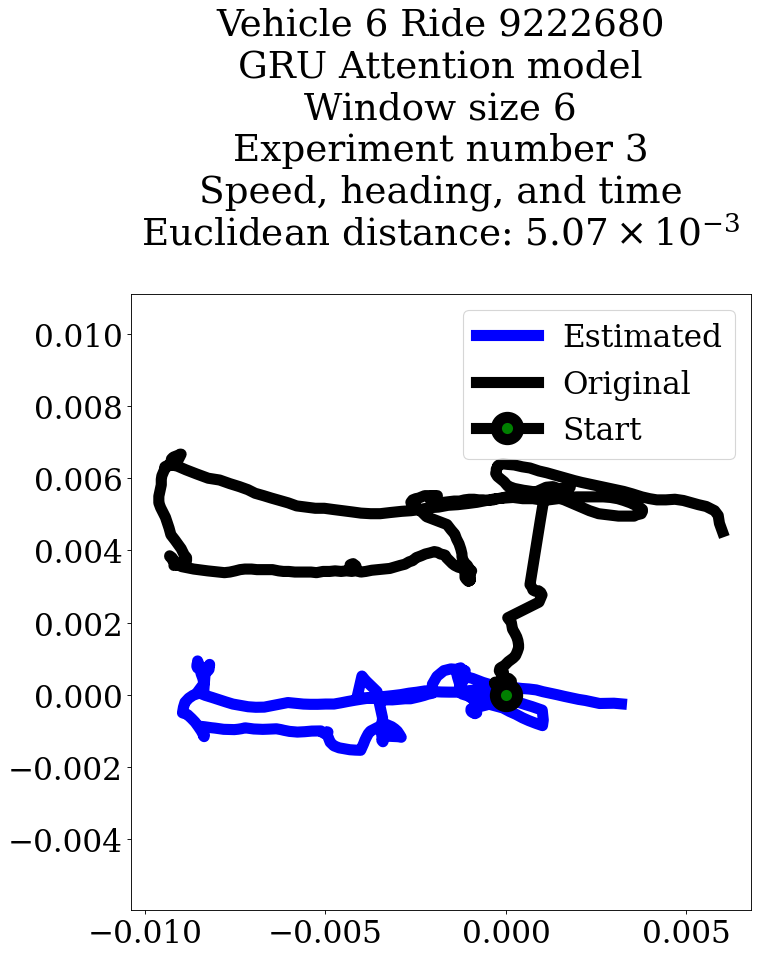 Vehicle 6 Ride 9222680
GRU Attention model
Window size 6
Experiment number 3
Speed, heading, and time
Euclidean distance: 5.07 × 10⁻³
Estimated
Original
Start
0.010
0.008
0.006
0.004
0.002
0.000
−0.002
−0.004
−0.010 −0.005 0.000 0.005